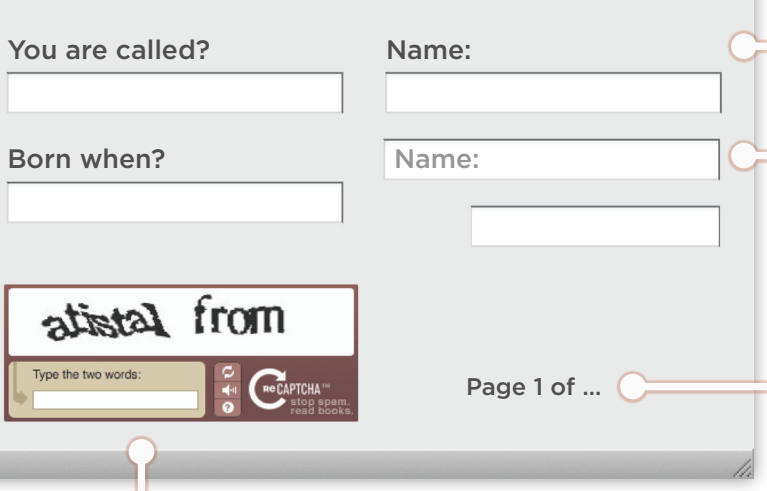 You are called?
Name:
Born when?
Name:
atistal from
Type the two words:
reCAPTCHA™
stop spam.
read books.
Page 1 of ...